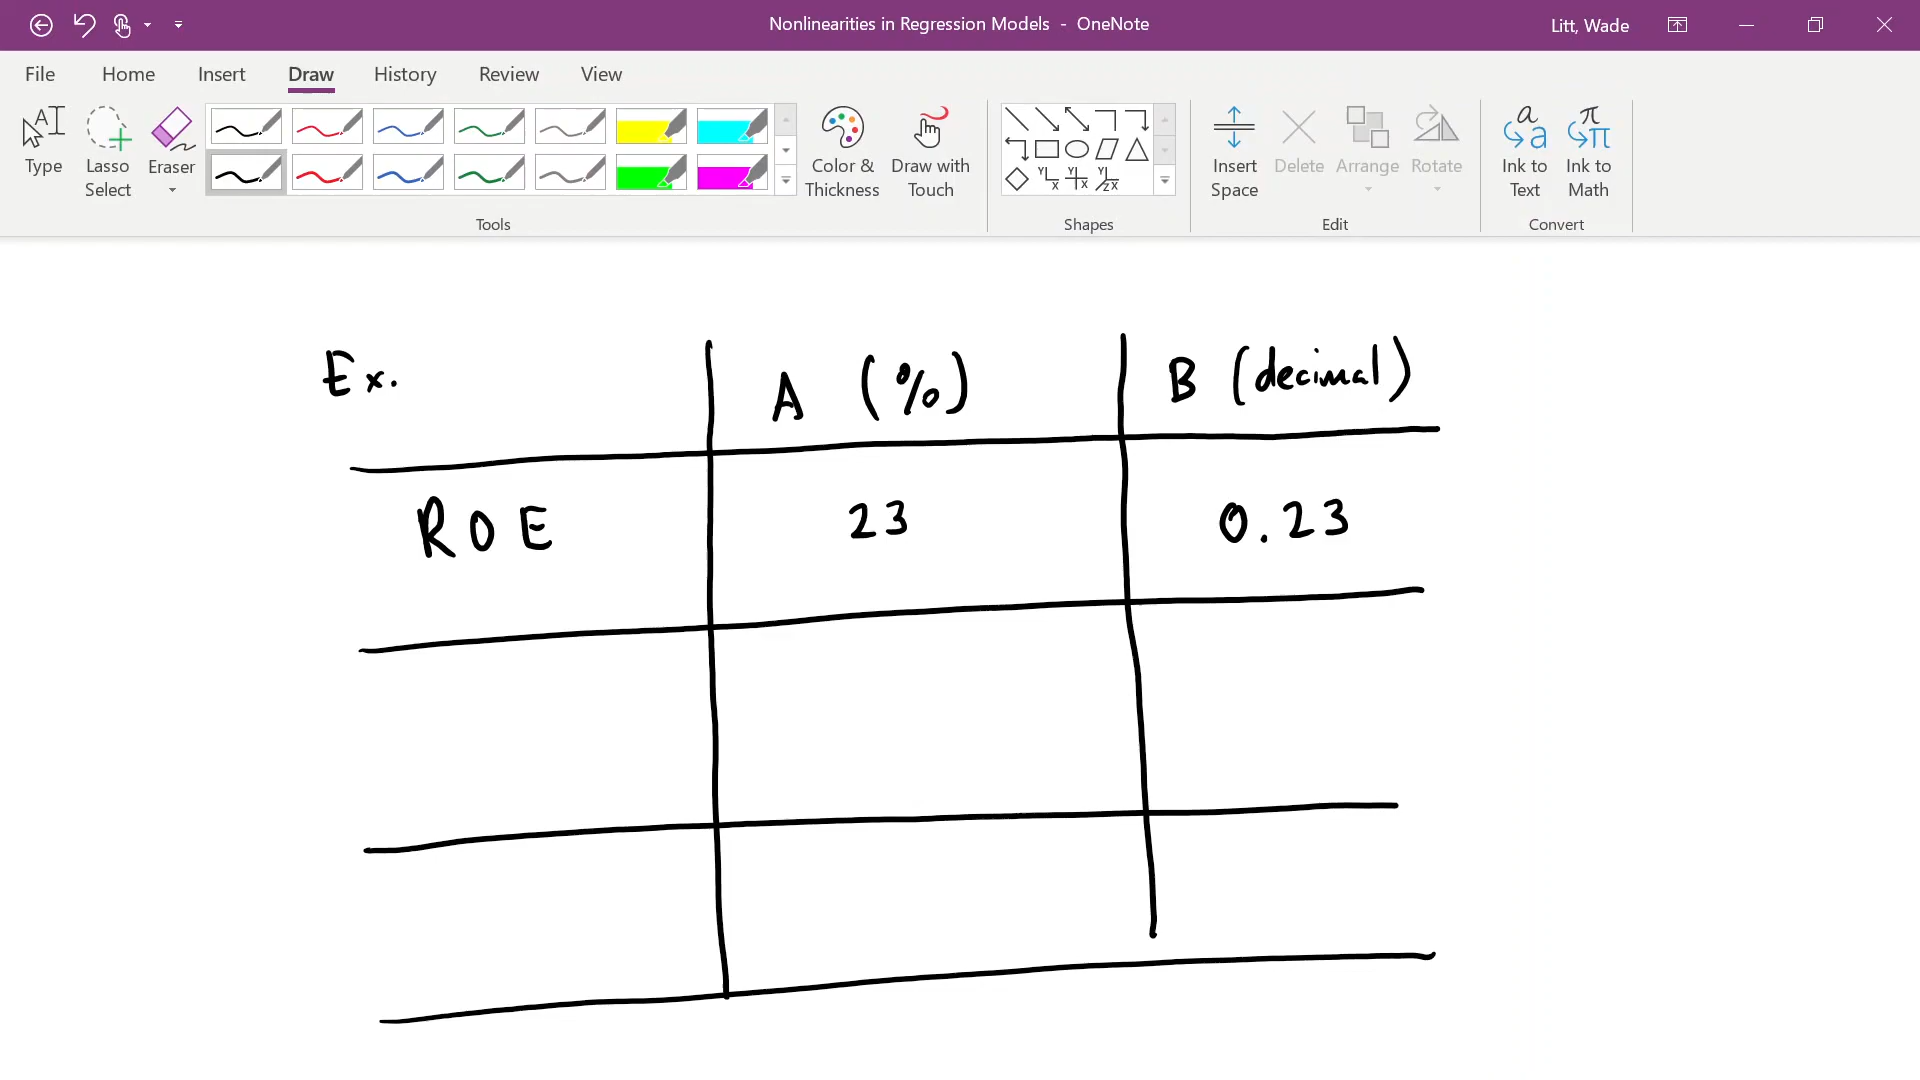 Nonlinearities in Regression Models - OneNote
Litt, Wade
File Home Insert Draw History Review View
Type
Lasso Select
Eraser
Color & Thickness
Draw with Touch
Insert Space
Delete
Arrange
Rotate
Ink to Text
Ink to Math
Tools
Shapes
Edit
Convert
Ex. A (%) B (decimal)
ROE 23 0.23